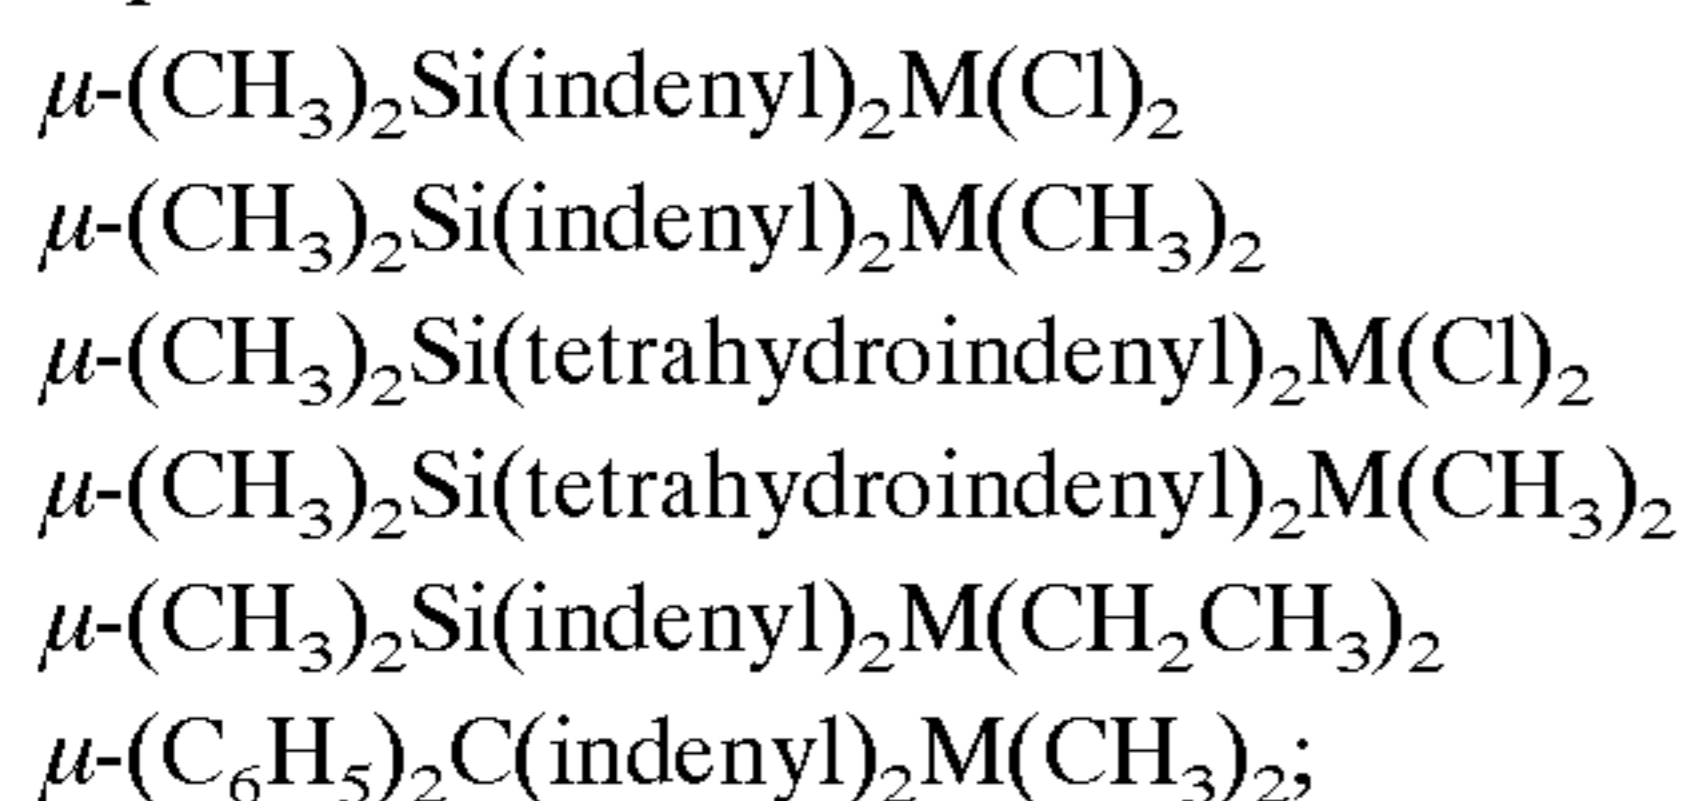 μ-(CH₃)₂Si(indenyl)₂M(Cl)₂
μ-(CH₃)₂Si(indenyl)₂M(CH₃)₂
μ-(CH₃)₂Si(tetrahydroindenyl)₂M(Cl)₂
μ-(CH₃)₂Si(tetrahydroindenyl)₂M(CH₃)₂
μ-(CH₃)₂Si(indenyl)₂M(CH₂CH₃)₂
μ-(C₆H₅)₂C(indenyl)₂M(CH₃)₂;